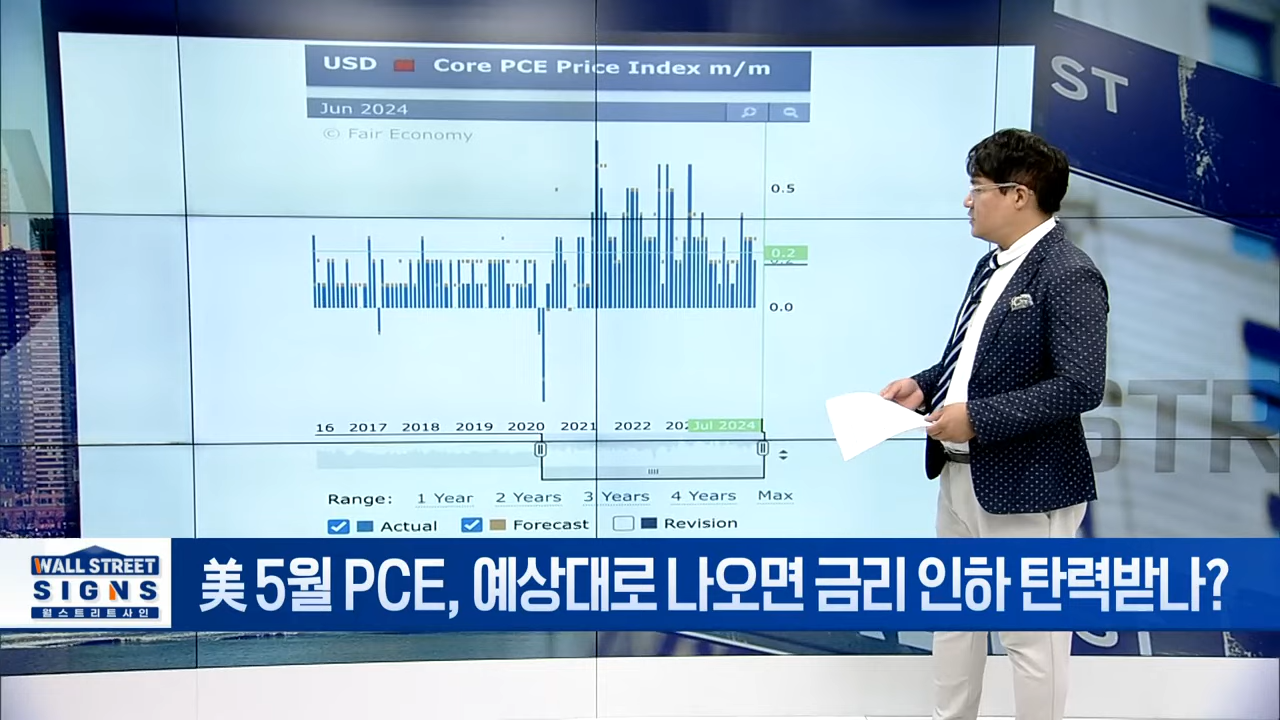 USD Core PCE Price Index m/m
Jun 2024
© Fair Economy
0.5
0.2
0.0
16 2017 2018 2019 2020 2021 2022 Jul 2024
Range: 1 Year 2 Years 3 Years 4 Years Max
Actual Forecast Revision
ST
STR
WALL STREET
SIGNS
월스트리트사인
美 5월 PCE, 예상대로 나오면 금리 인하 탄력받나?